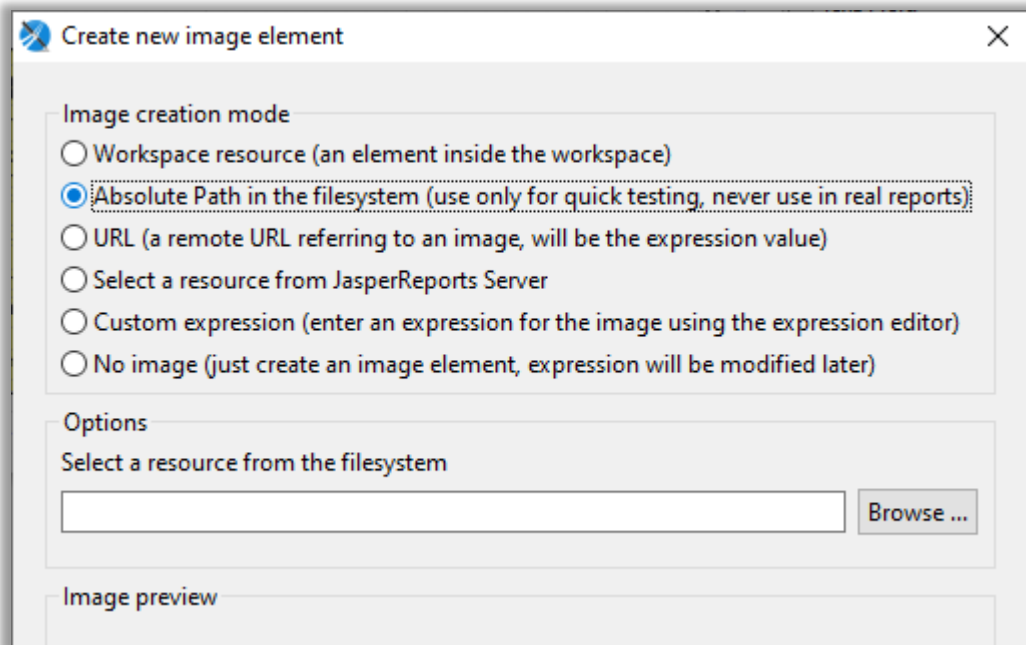 Create new image element
Image creation mode
Workspace resource (an element inside the workspace)
Absolute Path in the filesystem (use only for quick testing, never use in real reports)
URL (a remote URL referring to an image, will be the expression value)
Select a resource from JasperReports Server
Custom expression (enter an expression for the image using the expression editor)
No image (just create an image element, expression will be modified later)
Options
Select a resource from the filesystem
Browse ...
Image preview